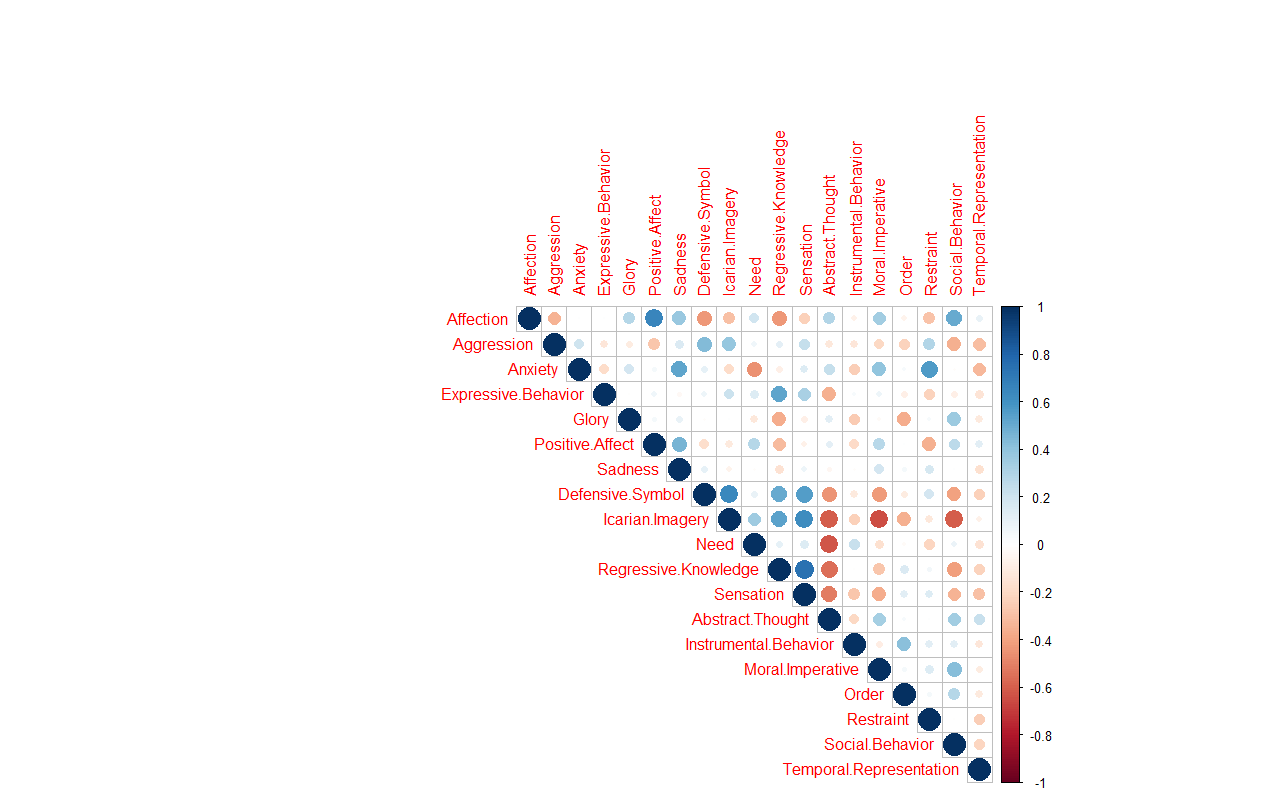 Affection
Aggression
Anxiety
Expressive.Behavior
Glory
Positive.Affect
Sadness
Defensive.Symbol
Icarian.Imagery
Need
Regressive.Knowledge
Sensation
Abstract.Thought
Instrumental.Behavior
Moral.Imperative
Order
Restraint
Social.Behavior
Temporal.Representation
Affection
Aggression
Anxiety
Expressive.Behavior
Glory
Positive.Affect
Sadness
Defensive.Symbol
Icarian.Imagery
Need
Regressive.Knowledge
Sensation
Abstract.Thought
Instrumental.Behavior
Moral.Imperative
Order
Restraint
Social.Behavior
Temporal.Representation
1
0.8
0.6
0.4
0.2
0
-0.2
-0.4
-0.6
-0.8
-1